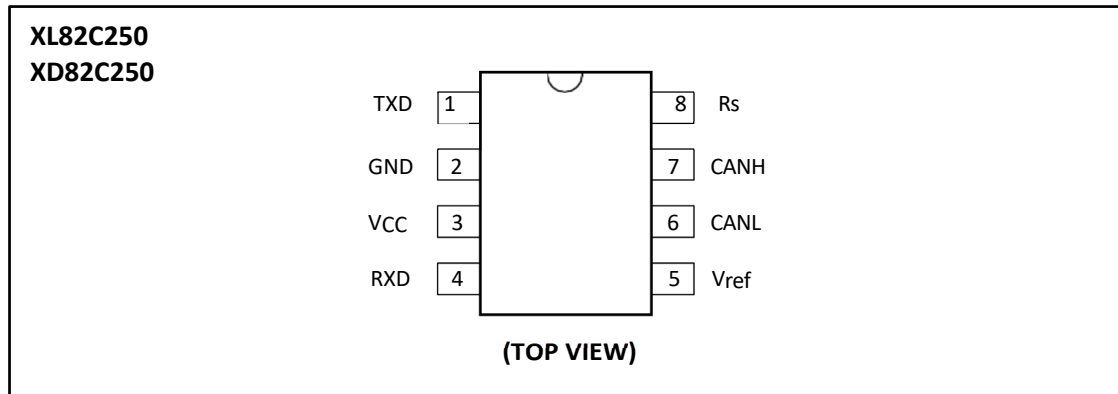 XL82C250
XD82C250
TXD 1 8 Rs
GND 2 7 CANH
VCC 3 6 CANL
RXD 4 5 Vref
(TOP VIEW)